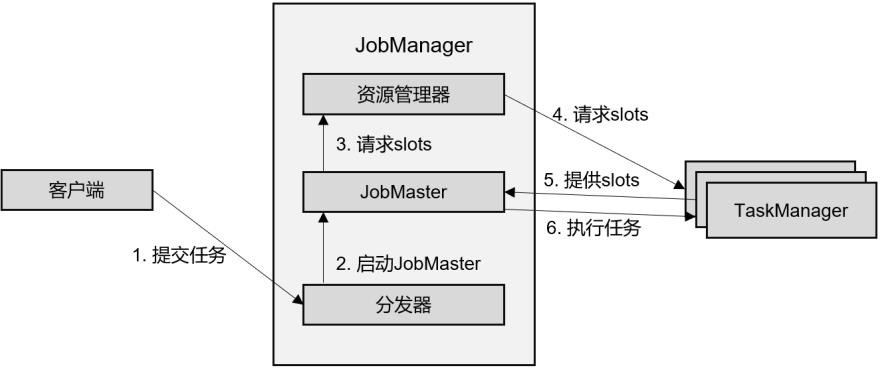 JobManager
资源管理器
4. 请求slots
3. 请求slots
客户端
JobMaster
5. 提供slots
TaskManager
6. 执行任务
1. 提交任务
2. 启动JobMaster
分发器